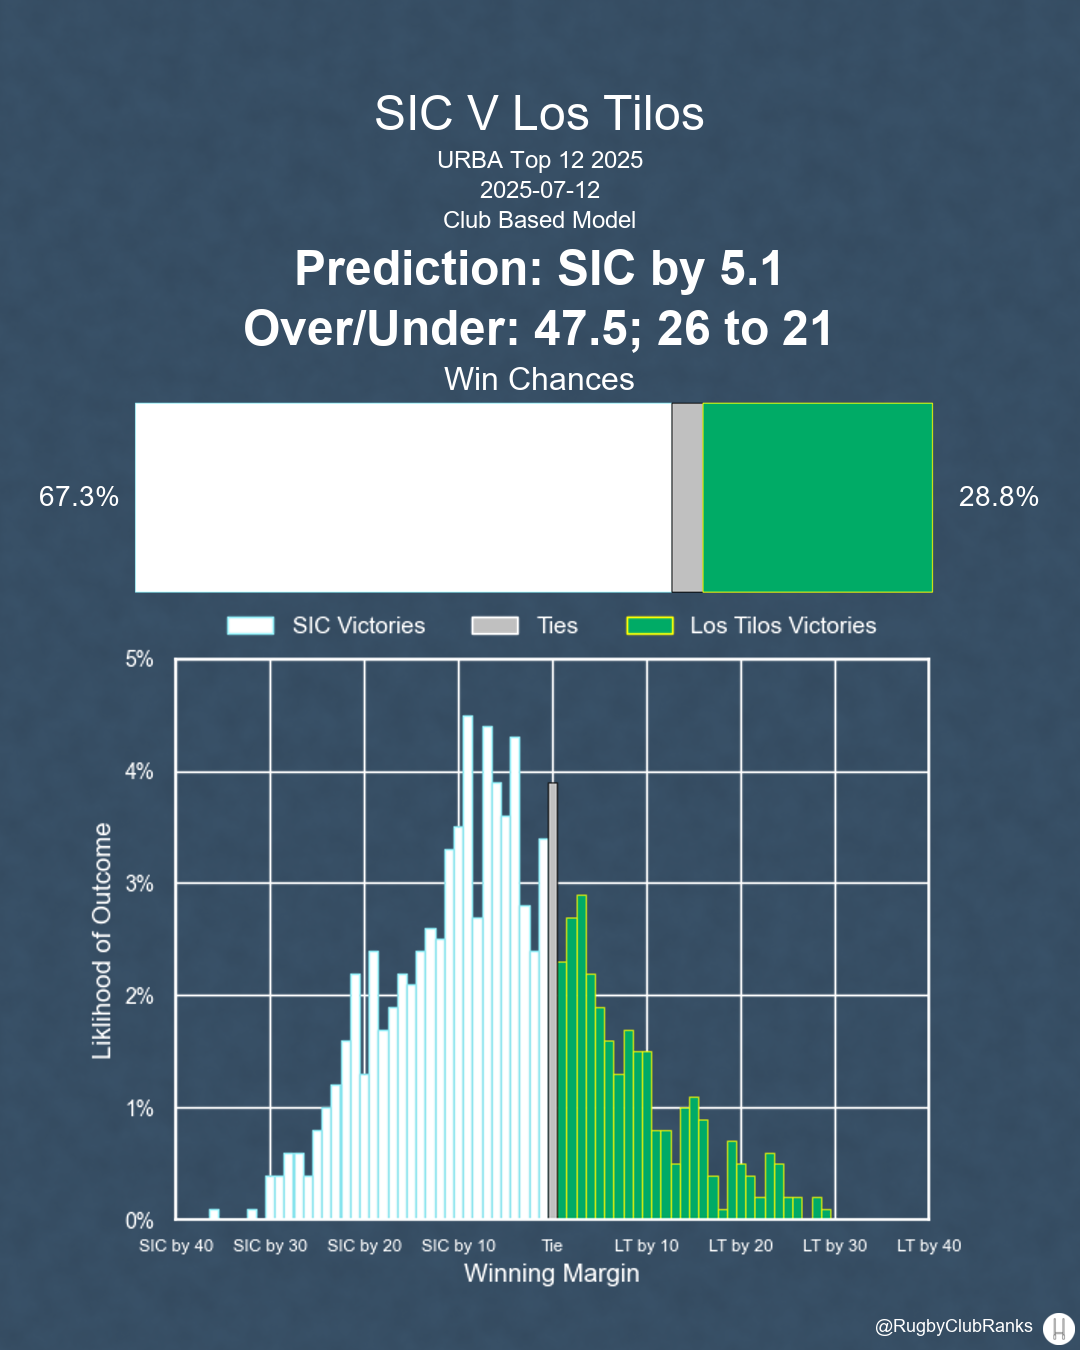 SIC V Los Tilos
URBA Top 12 2025
2025-07-12
Club Based Model
Prediction: SIC by 5.1
Over/Under: 47.5; 26 to 21
Win Chances
67.3%
28.8%
SIC Victories
Ties
Los Tilos Victories
5%
4%
3%
2%
1%
0%
Liklihood of Outcome
SIC by 40
SIC by 30
SIC by 20
SIC by 10
Tie
LT by 10
LT by 20
LT by 30
LT by 40
Winning Margin
@RugbyClubRanks